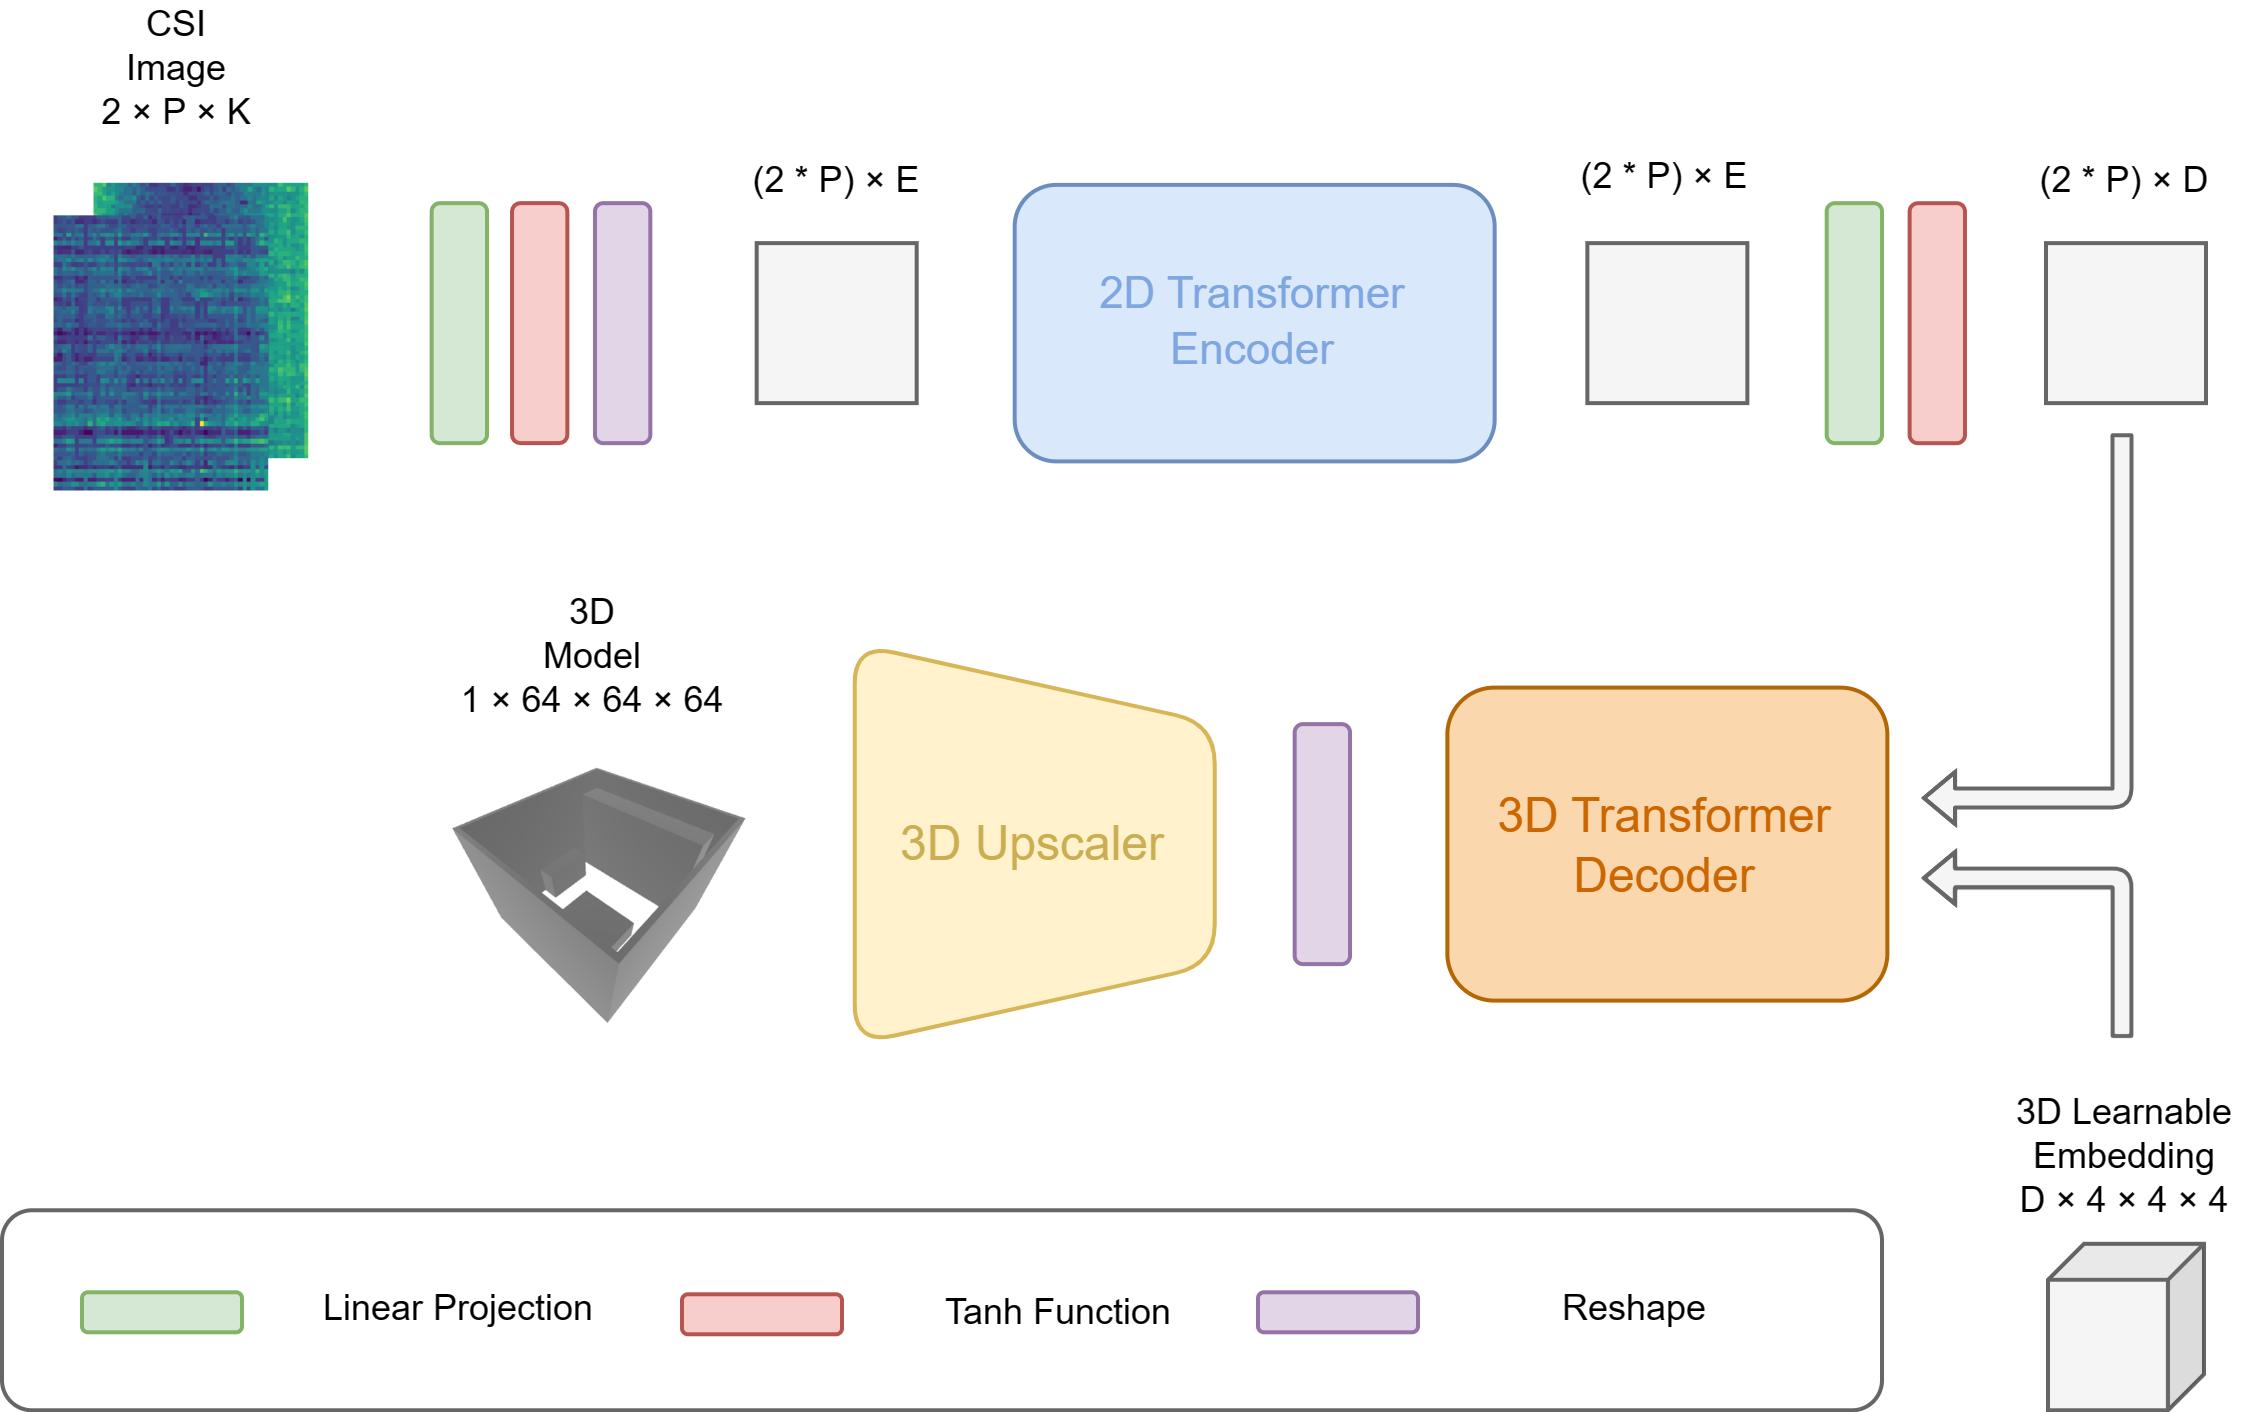 CSI
Image
2 × P × K
(2 * P) × E
2D Transformer
Encoder
(2 * P) × E
(2 * P) × D
3D
Model
1 × 64 × 64 × 64
3D Upscaler
3D Transformer
Decoder
3D Learnable
Embedding
D × 4 × 4 × 4
Linear Projection
Tanh Function
Reshape